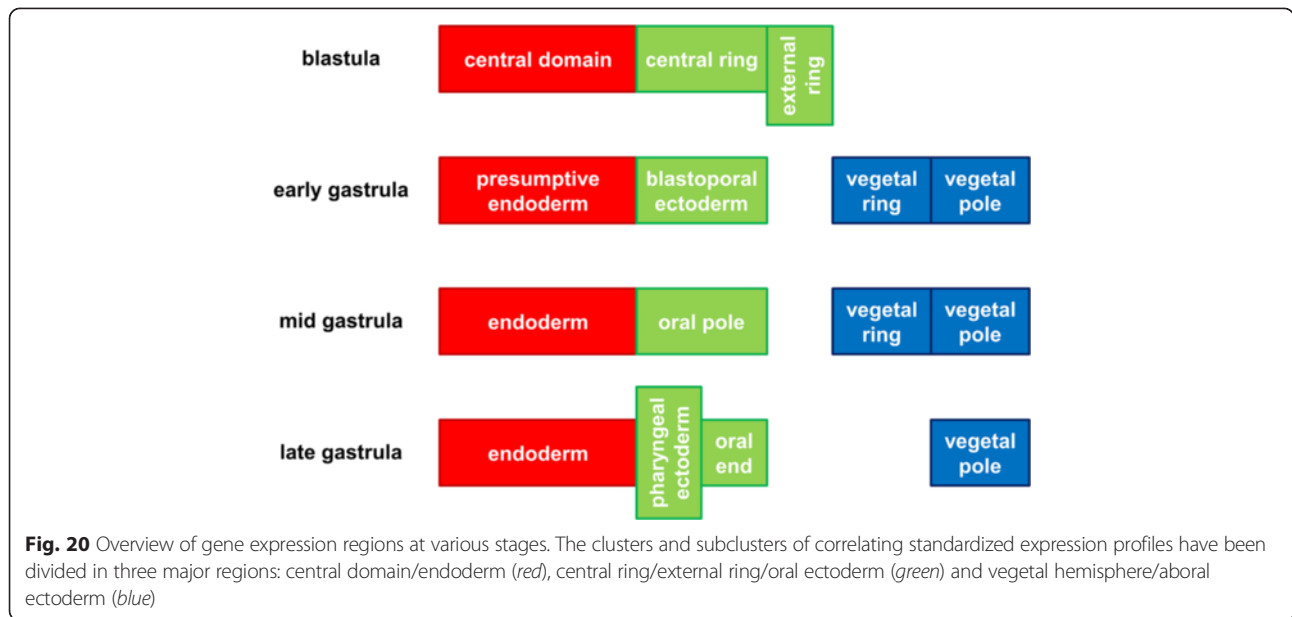 blastula
central domain
central ring
external
ring
early gastrula
presumptive
endoderm
blastoporal
ectoderm
vegetal
ring
vegetal
pole
mid gastrula
endoderm
oral pole
vegetal
ring
vegetal
pole
late gastrula
endoderm
pharyngeal
ectoderm
oral
end
vegetal
pole
Fig. 20 Overview of gene expression regions at various stages. The clusters and subclusters of correlating standardized expression profiles have been
divided in three major regions: central domain/endoderm (red), central ring/external ring/oral ectoderm (green) and vegetal hemisphere/aboral
ectoderm (blue)